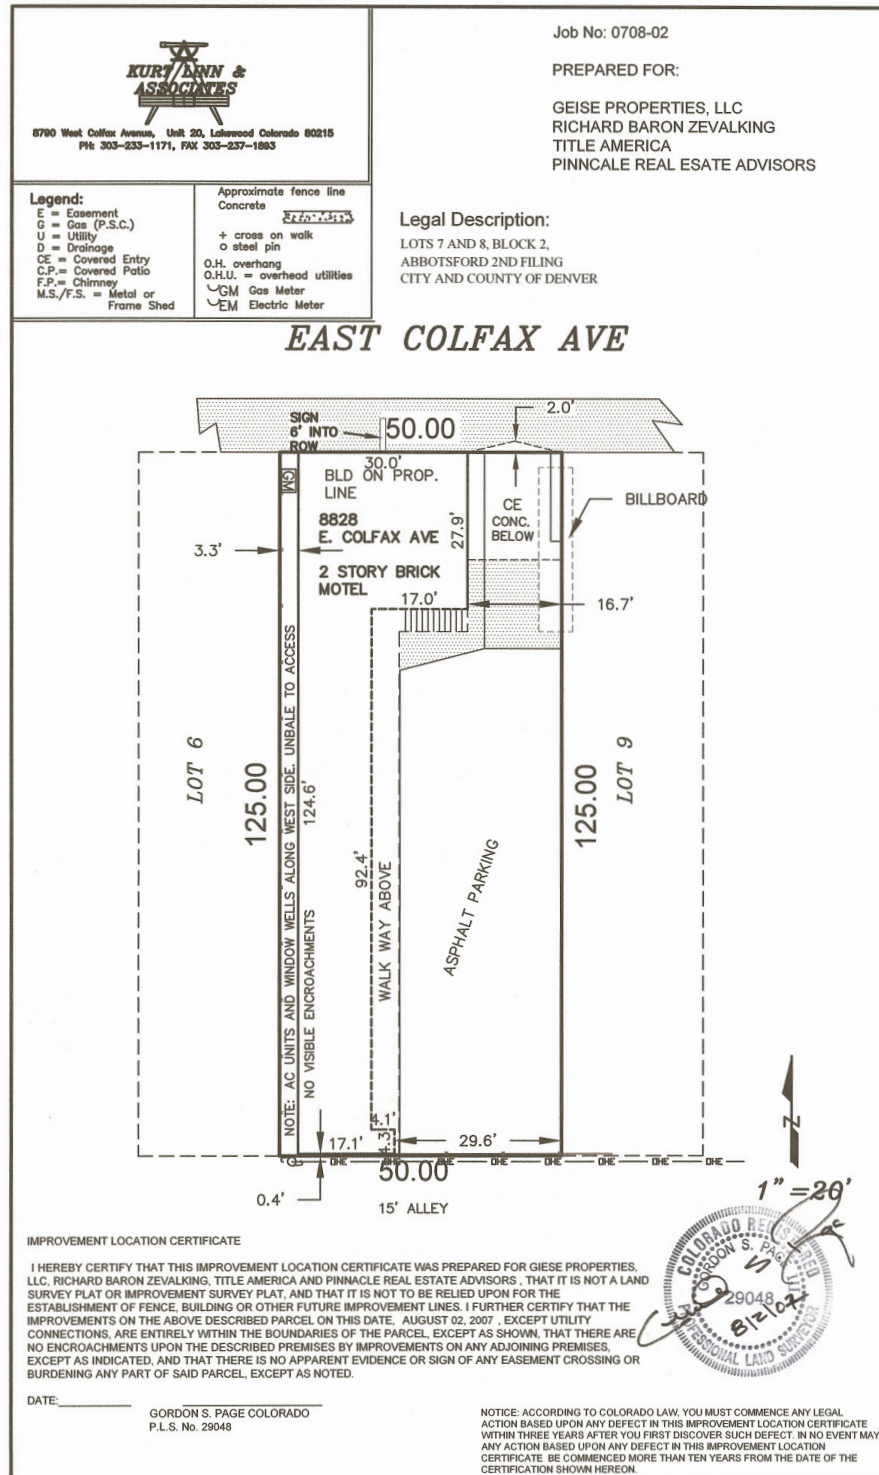 KURT LINN &
ASSOCIATES
8790 West Colfax Avenue, Unit 20, Lakewood Colorado 80215
PH: 303-233-1171, FAX 303-237-1893
Job No: 0708-02
PREPARED FOR:
GEISE PROPERTIES, LLC
RICHARD BARON ZEVALKING
TITLE AMERICA
PINNCALE REAL ESATE ADVISORS
Legend:
E = Easement
G = Gas (P.S.C.)
U = Utility
D = Drainage
CE = Covered Entry
C.P.= Covered Patio
F.P.= Chimney
M.S./F.S. = Metal or
Frame Shed
Approximate fence line
Concrete
+ cross on walk
o steel pin
O.H. overhang
O.H.U. = overhead utilities
GM Gas Meter
EM Electric Meter
Legal Description:
LOTS 7 AND 8, BLOCK 2,
ABBOTSFORD 2ND FILING
CITY AND COUNTY OF DENVER
EAST COLFAX AVE
SIGN
6' INTO
ROW
50.00
2.0'
30.0'
GM
BLD ON PROP.
LINE
8828
E. COLFAX AVE
2 STORY BRICK
MOTEL
27.9'
CE
CONC.
BELOW
BILLBOARD
3.3'
17.0'
16.7'
LOT 6
125.00
NOTE: AC UNITS AND WINDOW WELLS ALONG WEST SIDE. UNBALE TO ACCESS
124.6'
NO VISIBLE ENCROACHMENTS
92.4'
WALK WAY ABOVE
ASPHALT PARKING
125.00
LOT 9
4.1'
4.3'
17.1'
29.6'
OHE OHE OHE OHE OHE OHE OHE
50.00
0.4'
15' ALLEY
N
1" =20'
IMPROVEMENT LOCATION CERTIFICATE
I HEREBY CERTIFY THAT THIS IMPROVEMENT LOCATION CERTIFICATE WAS PREPARED FOR GIESE PROPERTIES,
LLC, RICHARD BARON ZEVALKING, TITLE AMERICA AND PINNACLE REAL ESTATE ADVISORS , THAT IT IS NOT A LAND
SURVEY PLAT OR IMPROVEMENT SURVEY PLAT, AND THAT IT IS NOT TO BE RELIED UPON FOR THE
ESTABLISHMENT OF FENCE, BUILDING OR OTHER FUTURE IMPROVEMENT LINES. I FURTHER CERTIFY THAT THE
IMPROVEMENTS ON THE ABOVE DESCRIBED PARCEL ON THIS DATE, AUGUST 02, 2007 , EXCEPT UTILITY
CONNECTIONS, ARE ENTIRELY WITHIN THE BOUNDARIES OF THE PARCEL, EXCEPT AS SHOWN, THAT THERE ARE
NO ENCROACHMENTS UPON THE DESCRIBED PREMISES BY IMPROVEMENTS ON ANY ADJOINING PREMISES,
EXCEPT AS INDICATED, AND THAT THERE IS NO APPARENT EVIDENCE OR SIGN OF ANY EASEMENT CROSSING OR
BURDENING ANY PART OF SAID PARCEL, EXCEPT AS NOTED.
COLORADO REGISTERED
GORDON S. PAGE
29048
8/2/07
PROFESSIONAL LAND SURVEYOR
DATE:
GORDON S. PAGE COLORADO
P.L.S. No. 29048
NOTICE: ACCORDING TO COLORADO LAW, YOU MUST COMMENCE ANY LEGAL
ACTION BASED UPON ANY DEFECT IN THIS IMPROVEMENT LOCATION CERTIFICATE
WITHIN THREE YEARS AFTER YOU FIRST DISCOVER SUCH DEFECT. IN NO EVENT MAY
ANY ACTION BASED UPON ANY DEFECT IN THIS IMPROVEMENT LOCATION
CERTIFICATE BE COMMENCED MORE THAN TEN YEARS FROM THE DATE OF THE
CERTIFICATION SHOWN HEREON.